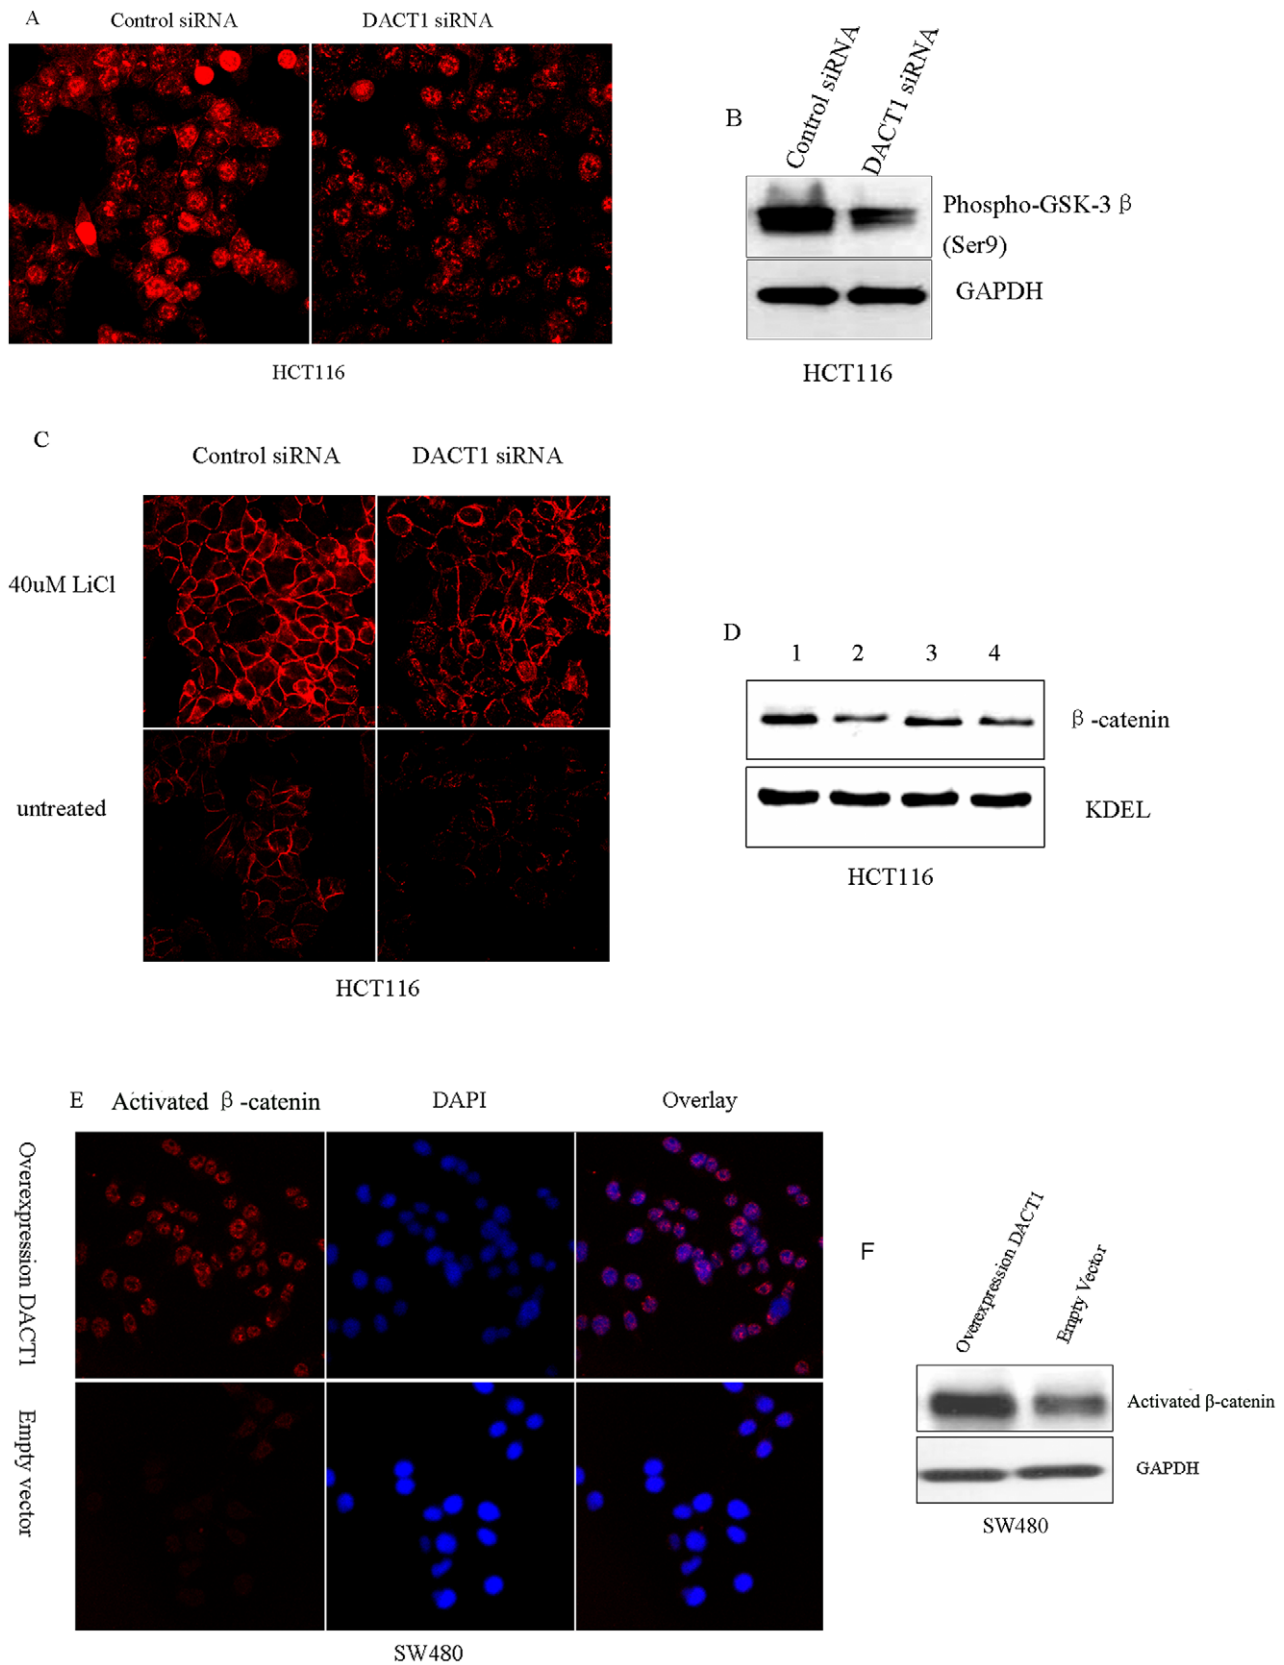 A
Control siRNA
DACT1 siRNA
HCT116
B
Control siRNA
DACT1 siRNA
Phospho-GSK-3 β
(Ser9)
GAPDH
HCT116
C
Control siRNA
DACT1 siRNA
40uM LiCl
untreated
HCT116
D
1 2 3 4
β-catenin
KDEL
HCT116
E
Activated β-catenin
DAPI
Overlay
Overexpression DACT1
Empty vector
SW480
F
Overexpression DACT1
Empty Vector
Activated β-catenin
GAPDH
SW480